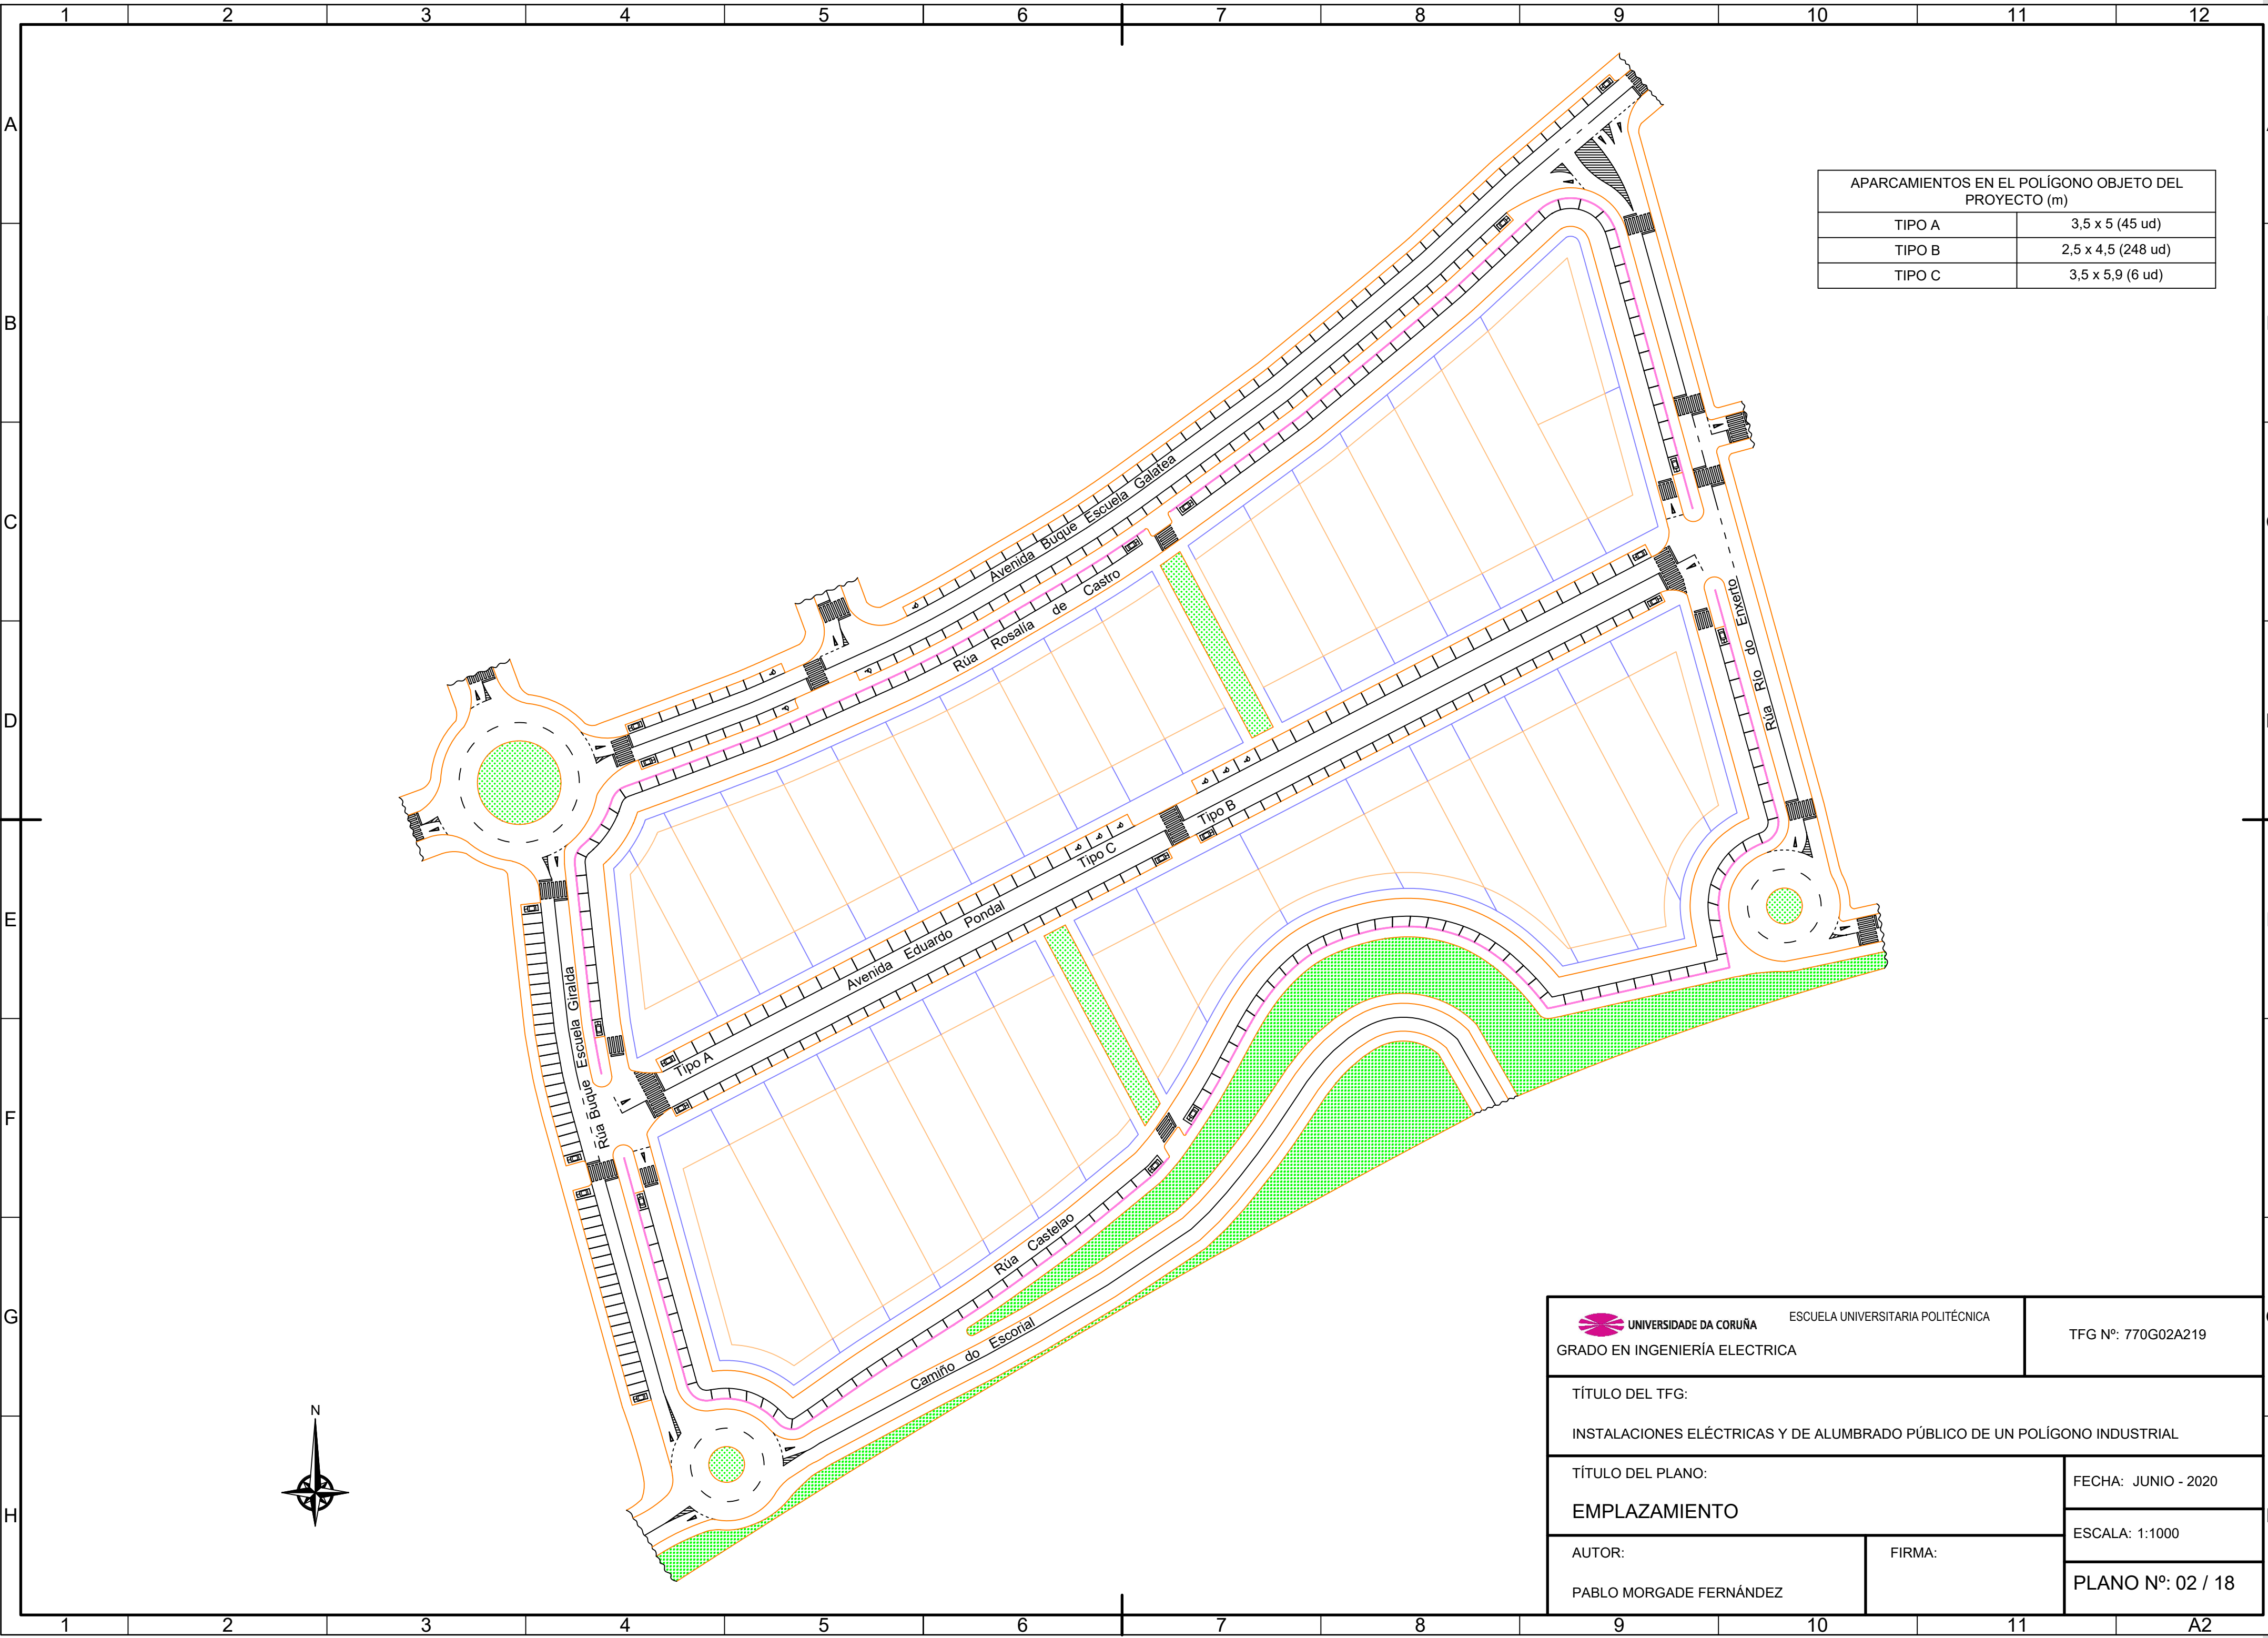 1 2 3 4 5 6 7 8 9 10 11 12
A
B
C
D
E
F
G
H
APARCAMIENTOS EN EL POLÍGONO OBJETO DEL
PROYECTO (m)
TIPO A 3,5 x 5 (45 ud)
TIPO B 2,5 x 4,5 (248 ud)
TIPO C 3,5 x 5,9 (6 ud)
Avenida Buque Escuela Galatea
Rúa Rosalía de Castro
Rúa Río do Enxerto
Tipo B
Tipo C
Avenida Eduardo Pondal
Tipo A
Rúa Buque Escuela Giralda
Rúa Castelao
Camiño do Escorial
N
UNIVERSIDADE DA CORUÑA
ESCUELA UNIVERSITARIA POLITÉCNICA
GRADO EN INGENIERÍA ELECTRICA
TFG Nº: 770G02A219
TÍTULO DEL TFG:
INSTALACIONES ELÉCTRICAS Y DE ALUMBRADO PÚBLICO DE UN POLÍGONO INDUSTRIAL
TÍTULO DEL PLANO:
EMPLAZAMIENTO
FECHA: JUNIO - 2020
ESCALA: 1:1000
AUTOR:
PABLO MORGADE FERNÁNDEZ
FIRMA:
PLANO Nº: 02 / 18
1 2 3 4 5 6 7 8 9 10 11 A2